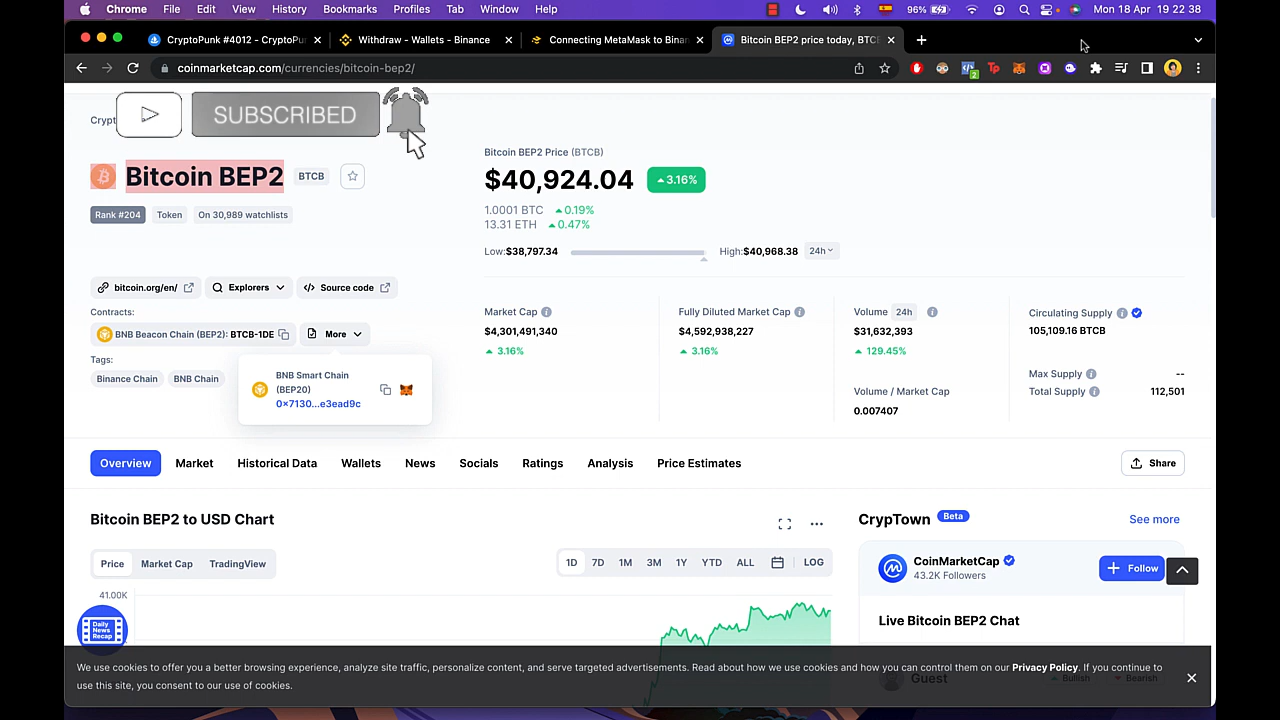 Chrome File Edit View History Bookmarks Profiles Tab Window Help 96% Mon 18 Apr 19 22 38
CryptoPunk #4012 - CryptoPu
Withdraw - Wallets - Binance
Connecting MetaMask to Binan
Bitcoin BEP2 price today, BTC
coinmarketcap.com/currencies/bitcoin-bep2/
2
Tp
Crypt
SUBSCRIBED
Bitcoin BEP2 BTCB
Rank #204 Token On 30,989 watchlists
Bitcoin BEP2 Price (BTCB)
$40,924.04 3.16%
1.0001 BTC 0.19%
13.31 ETH 0.47%
Low:$38,797.34 High:$40,968.38 24h
bitcoin.org/en/ Explorers Source code
Contracts:
BNB Beacon Chain (BEP2): BTCB-1DE More
Tags:
Binance Chain BNB Chain
BNB Smart Chain
(BEP20)
0x7130...e3ead9c
Market Cap
$4,301,491,340
3.16%
Fully Diluted Market Cap
$4,592,938,227
3.16%
Volume 24h
$31,632,393
129.45%
Volume / Market Cap
0.007407
Circulating Supply
105,109.16 BTCB
Max Supply --
Total Supply 112,501
Overview Market Historical Data Wallets News Socials Ratings Analysis Price Estimates Share
Bitcoin BEP2 to USD Chart
Price Market Cap TradingView
1D 7D 1M 3M 1Y YTD ALL LOG
41.00K
Daily
News
Recap
CrypTown Beta See more
CoinMarketCap
43.2K Followers
Follow
Live Bitcoin BEP2 Chat
Guest Bullish Bearish
We use cookies to offer you a better browsing experience, analyze site traffic, personalize content, and serve targeted advertisements. Read about how we use cookies and how you can control them on our Privacy Policy. If you continue to
use this site, you consent to our use of cookies.